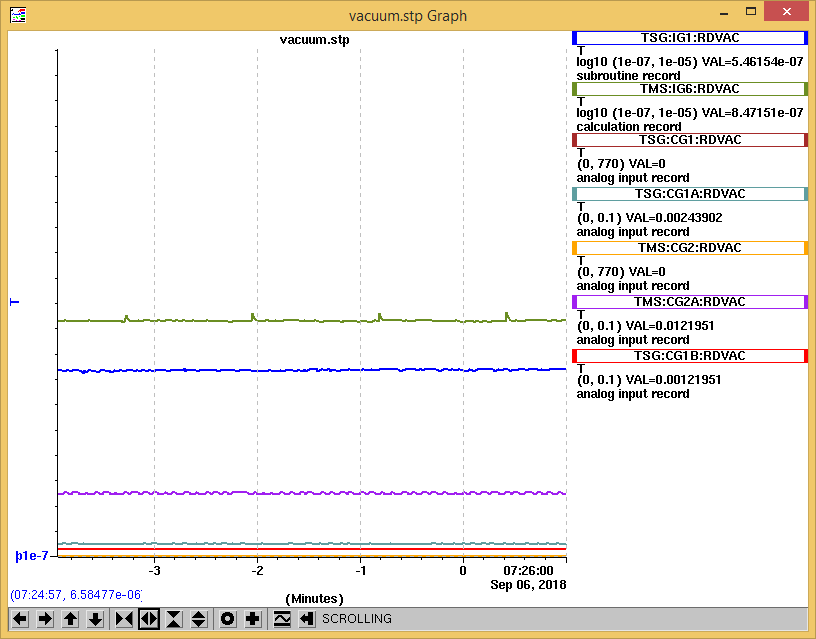 vacuum.stp Graph
vacuum.stp
TSG:IG1:RDVAC
T
log10 (1e-07, 1e-05) VAL=5.46154e-07
subroutine record
TMS:IG6:RDVAC
T
log10 (1e-07, 1e-05) VAL=8.47151e-07
calculation record
TSG:CG1:RDVAC
T
(0, 770) VAL=0
analog input record
TSG:CG1A:RDVAC
T
(0, 0.1) VAL=0.00243902
analog input record
TMS:CG2:RDVAC
T
(0, 770) VAL=0
analog input record
TMS:CG2A:RDVAC
T
(0, 0.1) VAL=0.0121951
analog input record
TSG:CG1B:RDVAC
T
(0, 0.1) VAL=0.00121951
analog input record
T
1e-7
-3 -2 -1 0 07:26:00
Sep 06, 2018
(07:24:57, 6.58477e-06)
(Minutes)
SCROLLING